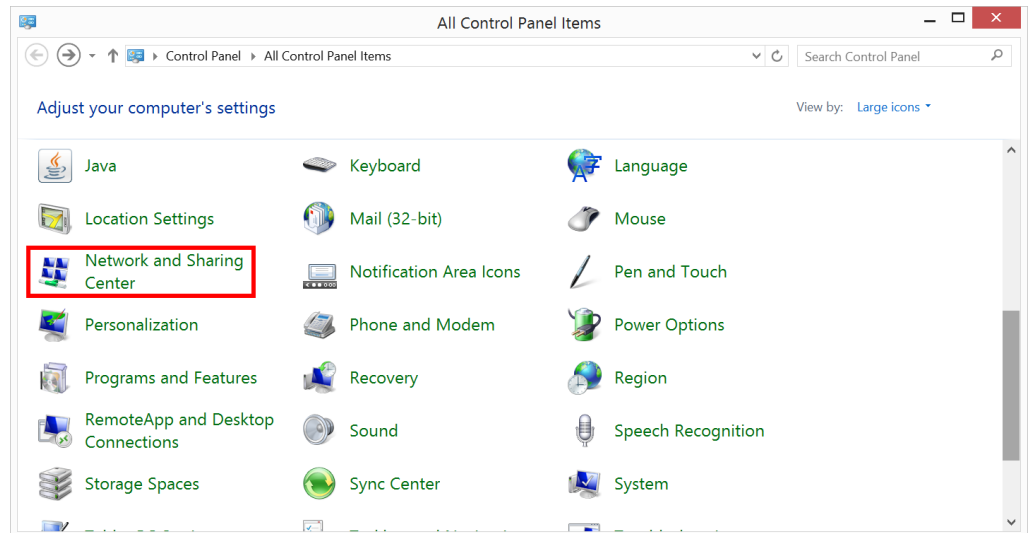 All Control Panel Items
Control Panel All Control Panel Items
Search Control Panel
Adjust your computer's settings
View by: Large icons
Java
Keyboard
Language
Location Settings
Mail (32-bit)
Mouse
Network and Sharing
Center
Notification Area Icons
Pen and Touch
Personalization
Phone and Modem
Power Options
Programs and Features
Recovery
Region
RemoteApp and Desktop
Connections
Sound
Speech Recognition
Storage Spaces
Sync Center
System